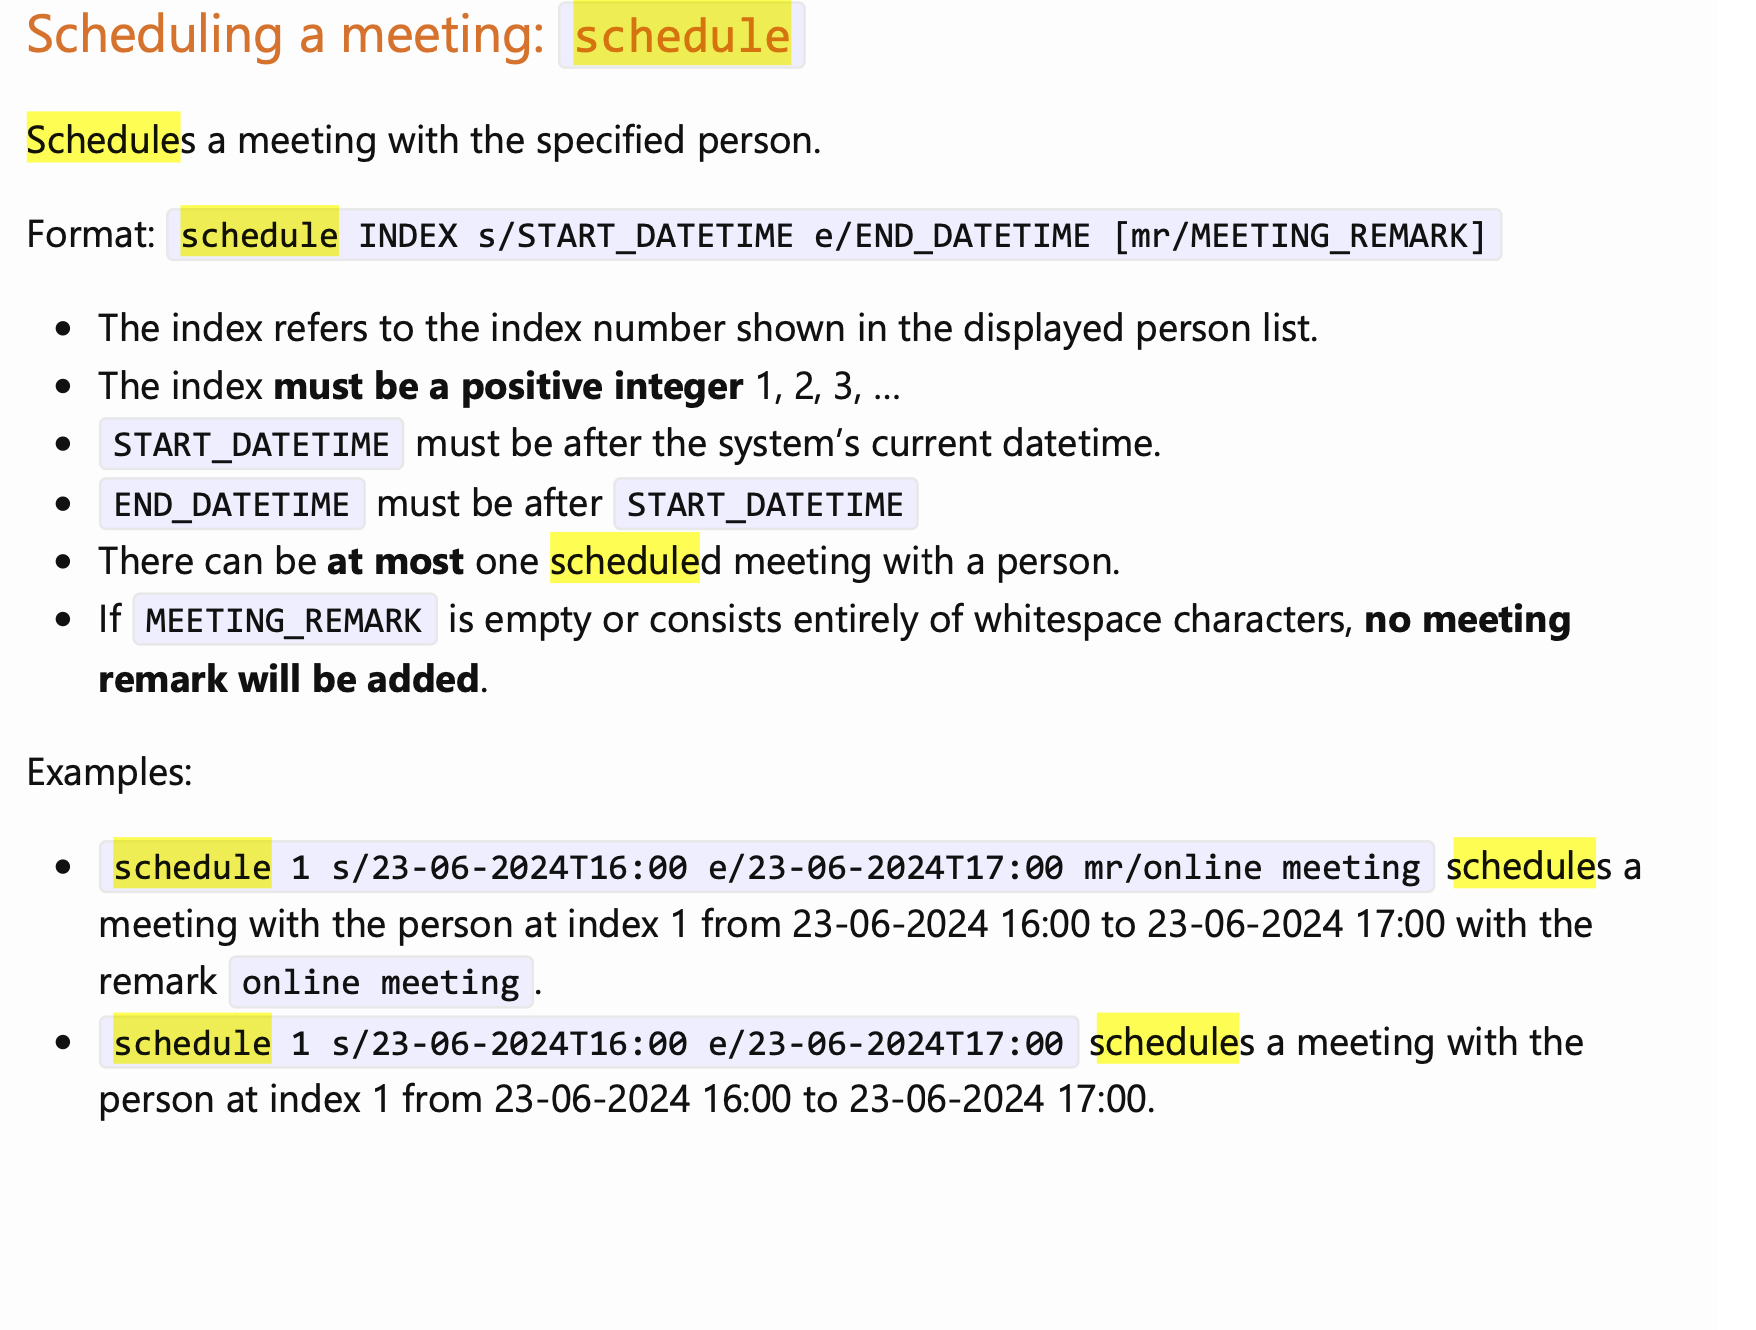 Scheduling a meeting: schedule
Schedules a meeting with the specified person.
Format: schedule INDEX s/START_DATETIME e/END_DATETIME [mr/MEETING_REMARK]
• The index refers to the index number shown in the displayed person list.
• The index must be a positive integer 1, 2, 3, …
• START_DATETIME must be after the system’s current datetime.
• END_DATETIME must be after START_DATETIME
• There can be at most one scheduled meeting with a person.
• If MEETING_REMARK is empty or consists entirely of whitespace characters, no meeting
remark will be added.
Examples:
• schedule 1 s/23-06-2024T16:00 e/23-06-2024T17:00 mr/online meeting schedules a
meeting with the person at index 1 from 23-06-2024 16:00 to 23-06-2024 17:00 with the
remark online meeting.
• schedule 1 s/23-06-2024T16:00 e/23-06-2024T17:00 schedules a meeting with the
person at index 1 from 23-06-2024 16:00 to 23-06-2024 17:00.